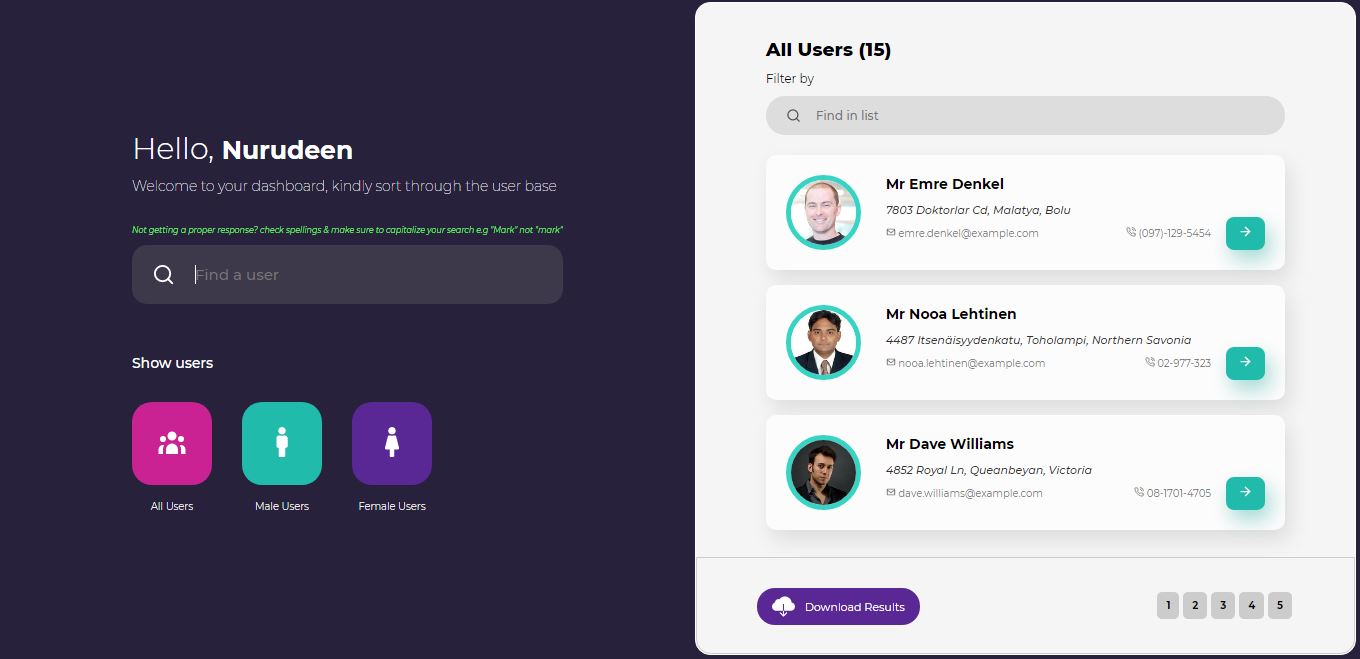 Hello, Nurudeen
Welcome to your dashboard, kindly sort through the user base
Not getting a proper response? check spellings & make sure to capitalize your search e.g "Mark" not "mark"
Find a user
Show users
All Users
Male Users
Female Users
All Users (15)
Filter by
Find in list
Mr Emre Denkel
7803 Doktorlar Cd, Malatya, Bolu
emre.denkel@example.com (097)-129-5454
Mr Nooa Lehtinen
4487 Itsenäisyydenkatu, Toholampi, Northern Savonia
nooa.lehtinen@example.com 02-977-323
Mr Dave Williams
4852 Royal Ln, Queanbeyan, Victoria
dave.williams@example.com 08-1701-4705
Download Results
1 2 3 4 5